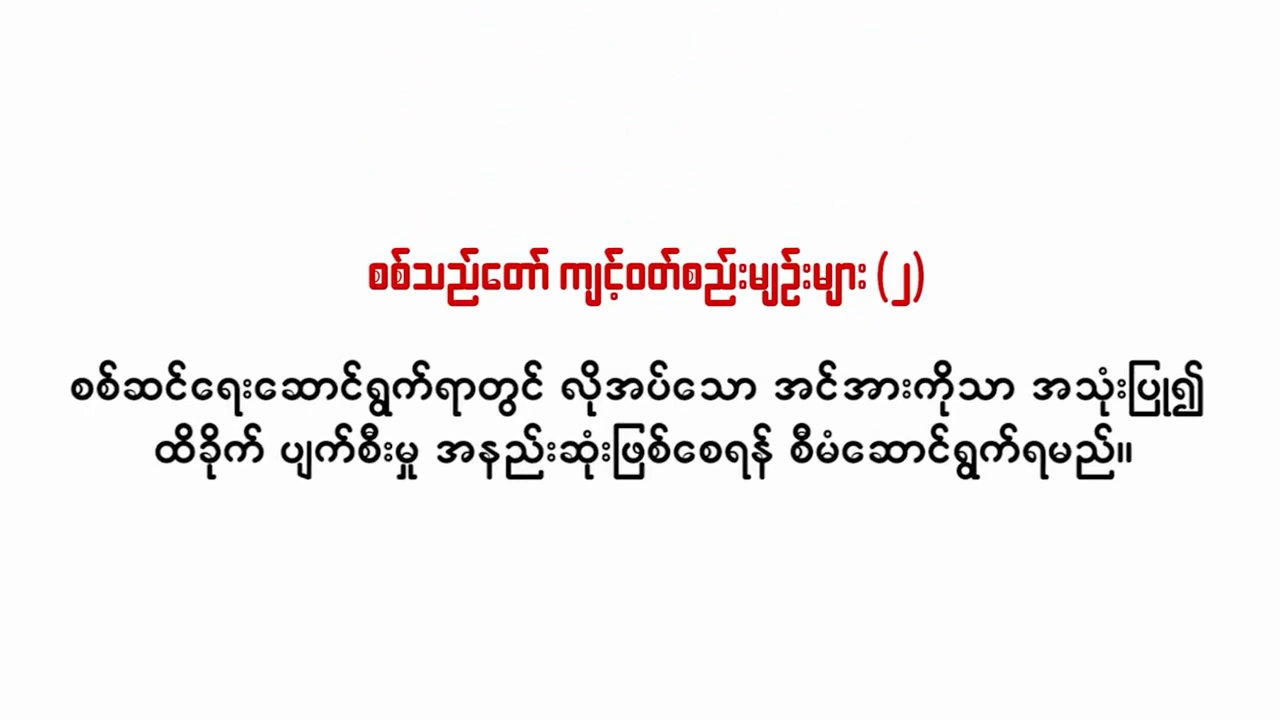 စစ်သည်တော် ကျင့်ဝတ်စည်းမျဉ်းများ (၂)
စစ်ဆင်ရေးဆောင်ရွက်ရာတွင် လိုအပ်သော အင်အားကိုသာ အသုံးပြု၍
ထိခိုက် ပျက်စီးမှု အနည်းဆုံးဖြစ်စေရန် စီမံဆောင်ရွက်ရမည်။